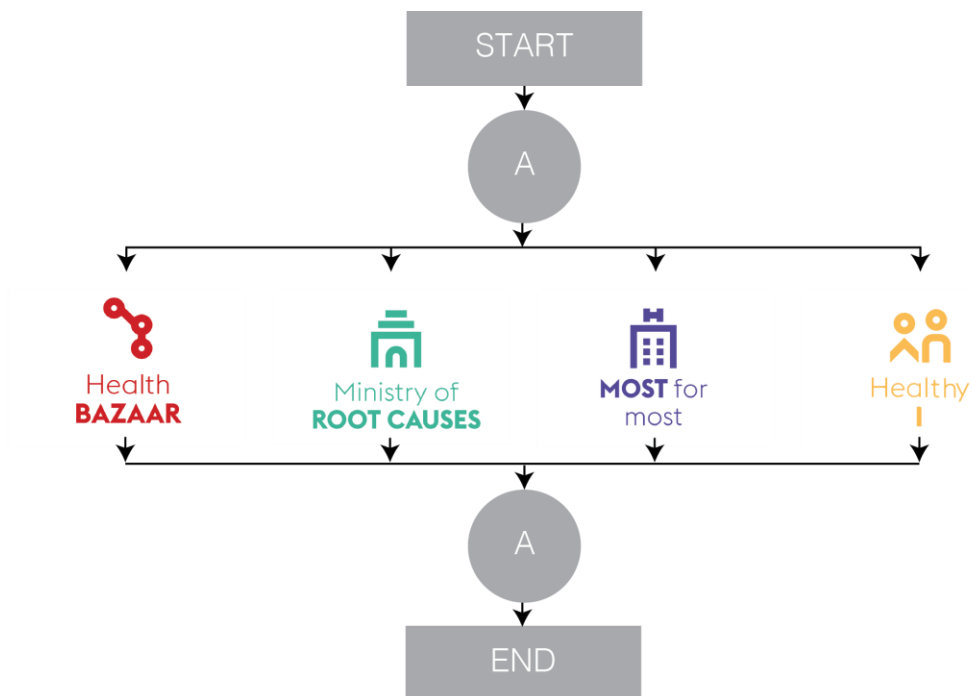 START
A
Health
BAZAAR
Ministry of
ROOT CAUSES
MOST for
most
Healthy
I
A
END